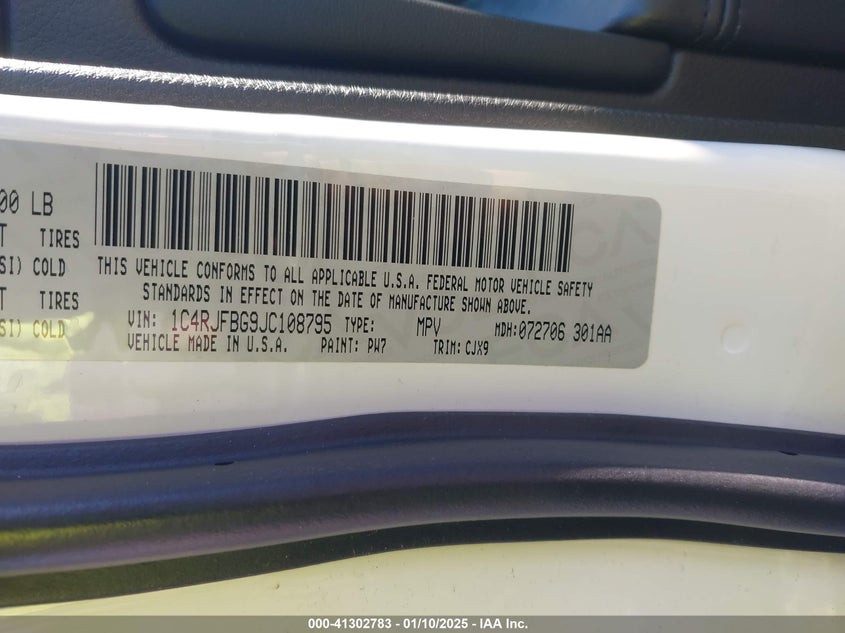 00 LB
T TIRES
SI) COLD
T TIRES
SI) COLD
THIS VEHICLE CONFORMS TO ALL APPLICABLE U.S.A. FEDERAL MOTOR VEHICLE SAFETY
STANDARDS IN EFFECT ON THE DATE OF MANUFACTURE SHOWN ABOVE.
VIN: 1C4RJFBG9JC108795 TYPE: MPV MDH:072706 301AA
VEHICLE MADE IN U.S.A. PAINT: PW7 TRIM: CJX9
000-41302783 - 01/10/2025 - IAA Inc.